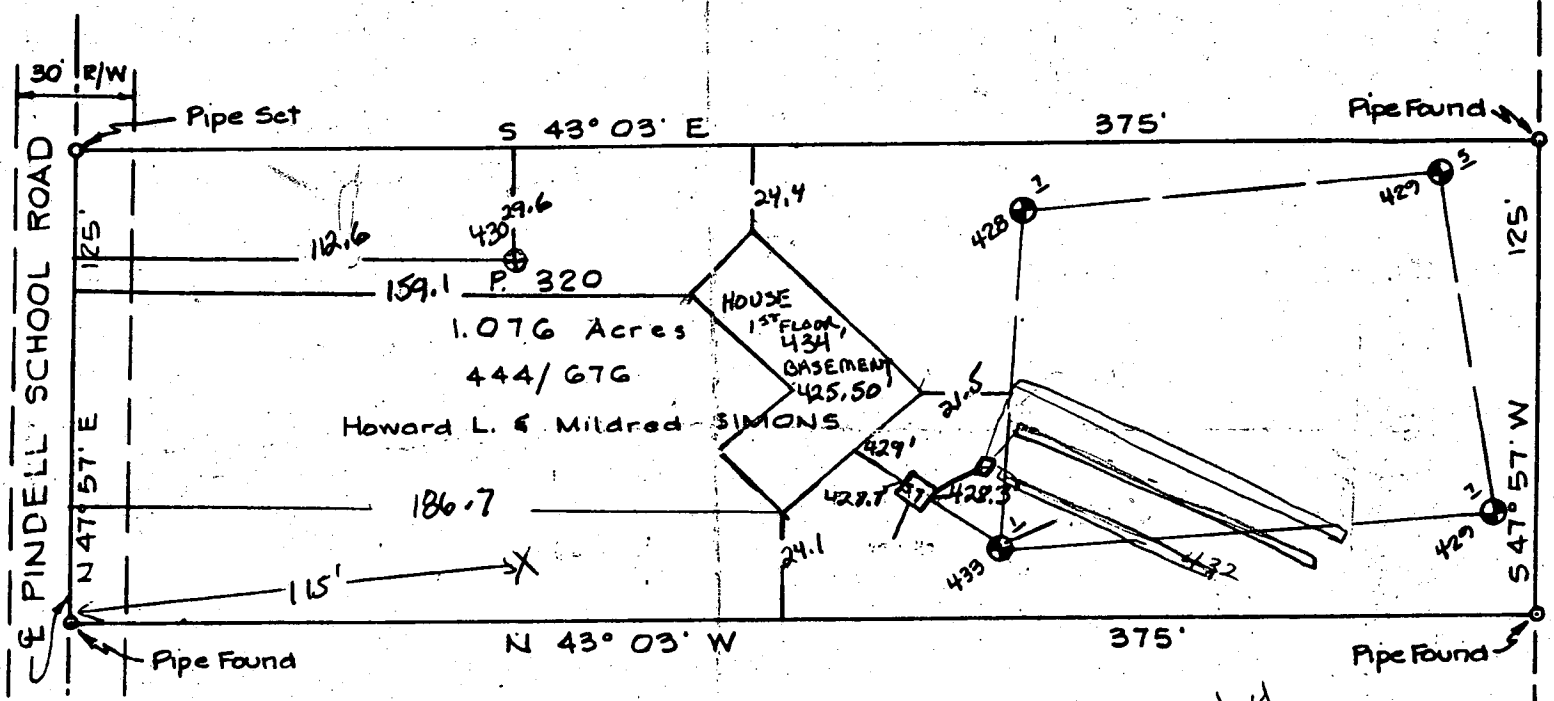 30' R/W
Pipe Set
S 43° 03' E
375'
Pipe Found
℄ PINDELL SCHOOL ROAD
125'
N 47° 57' E
29.6
430
24.4
112.6
159.1
P. 320
1.076 Acres
444/676
Howard L. & Mildred SIMONS
HOUSE
1ST FLOOR
434'
BASEMENT
425.50
21.5
429'
428.7
428.3
428
1
429
5
125'
S 47° 57' W
429
1
433
1
432
186.7
24.1
115'
X
N 43° 03' W
375'
Pipe Found
Pipe Found